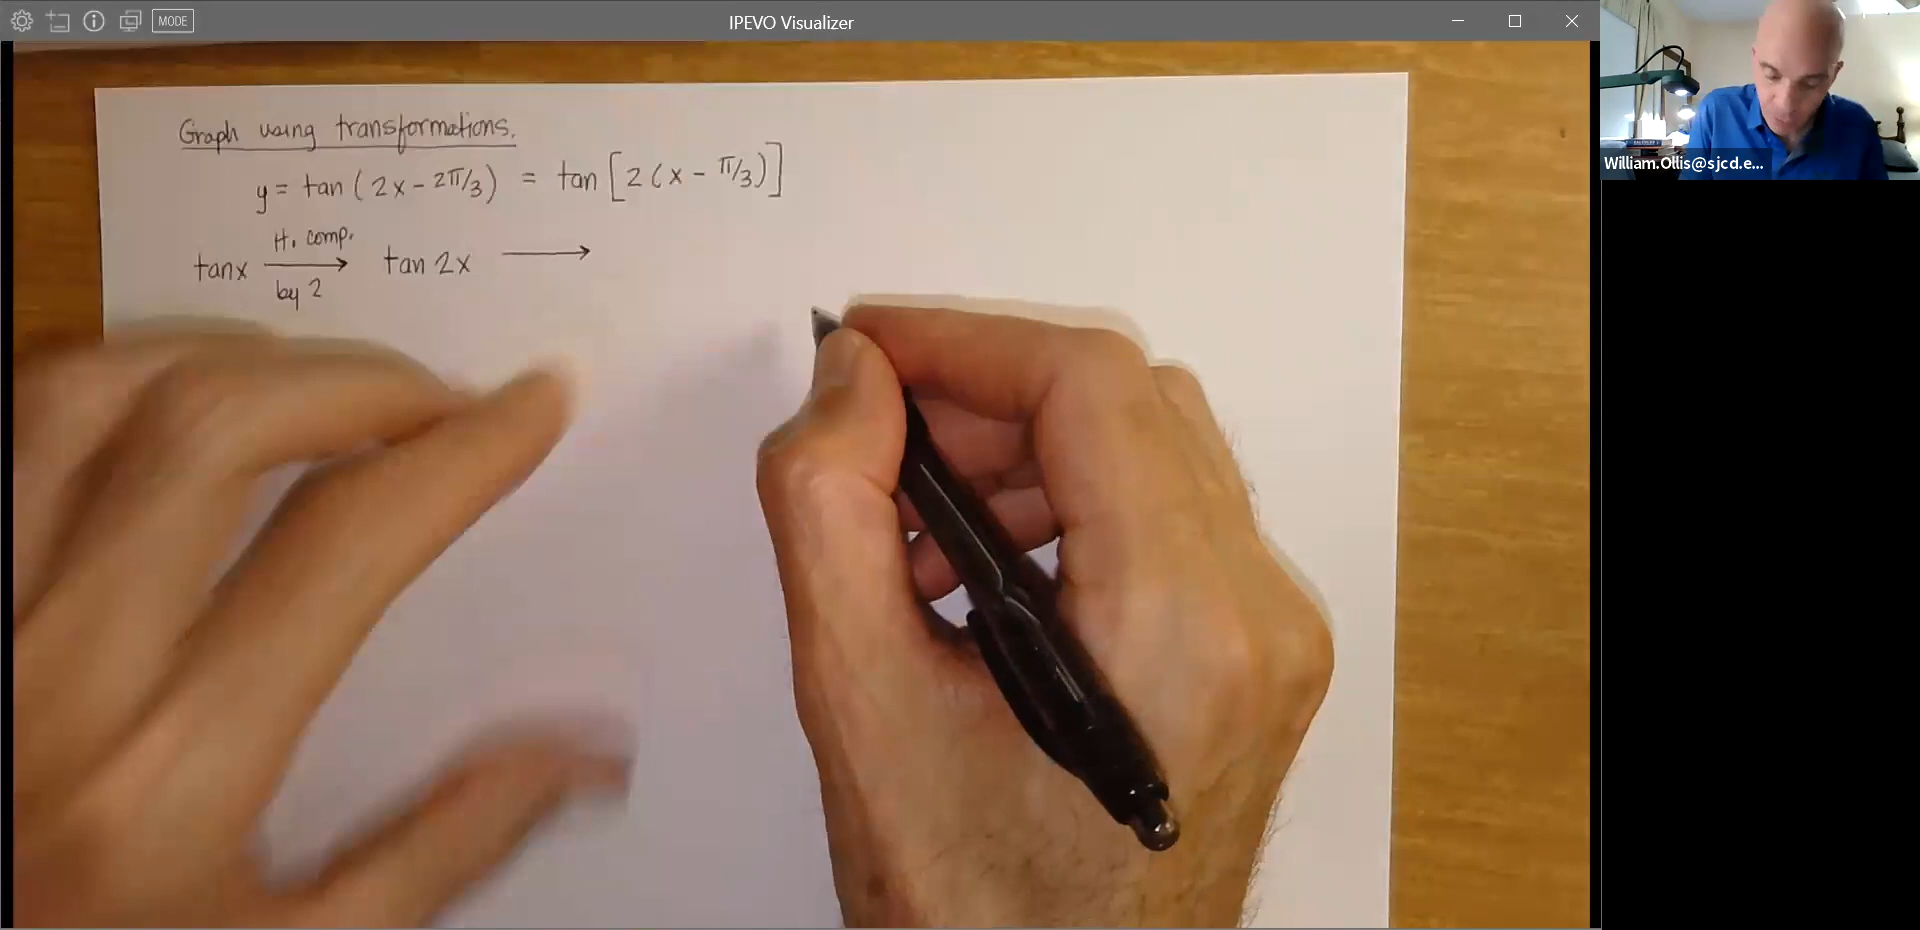 MODE
IPEVO Visualizer
Graph using transformations.
y = tan (2x - 2π/3) = tan [2(x - π/3)]
H. comp.
tanx ⟶ tan 2x ⟶
by 2
William.Ollis@sjcd.e...